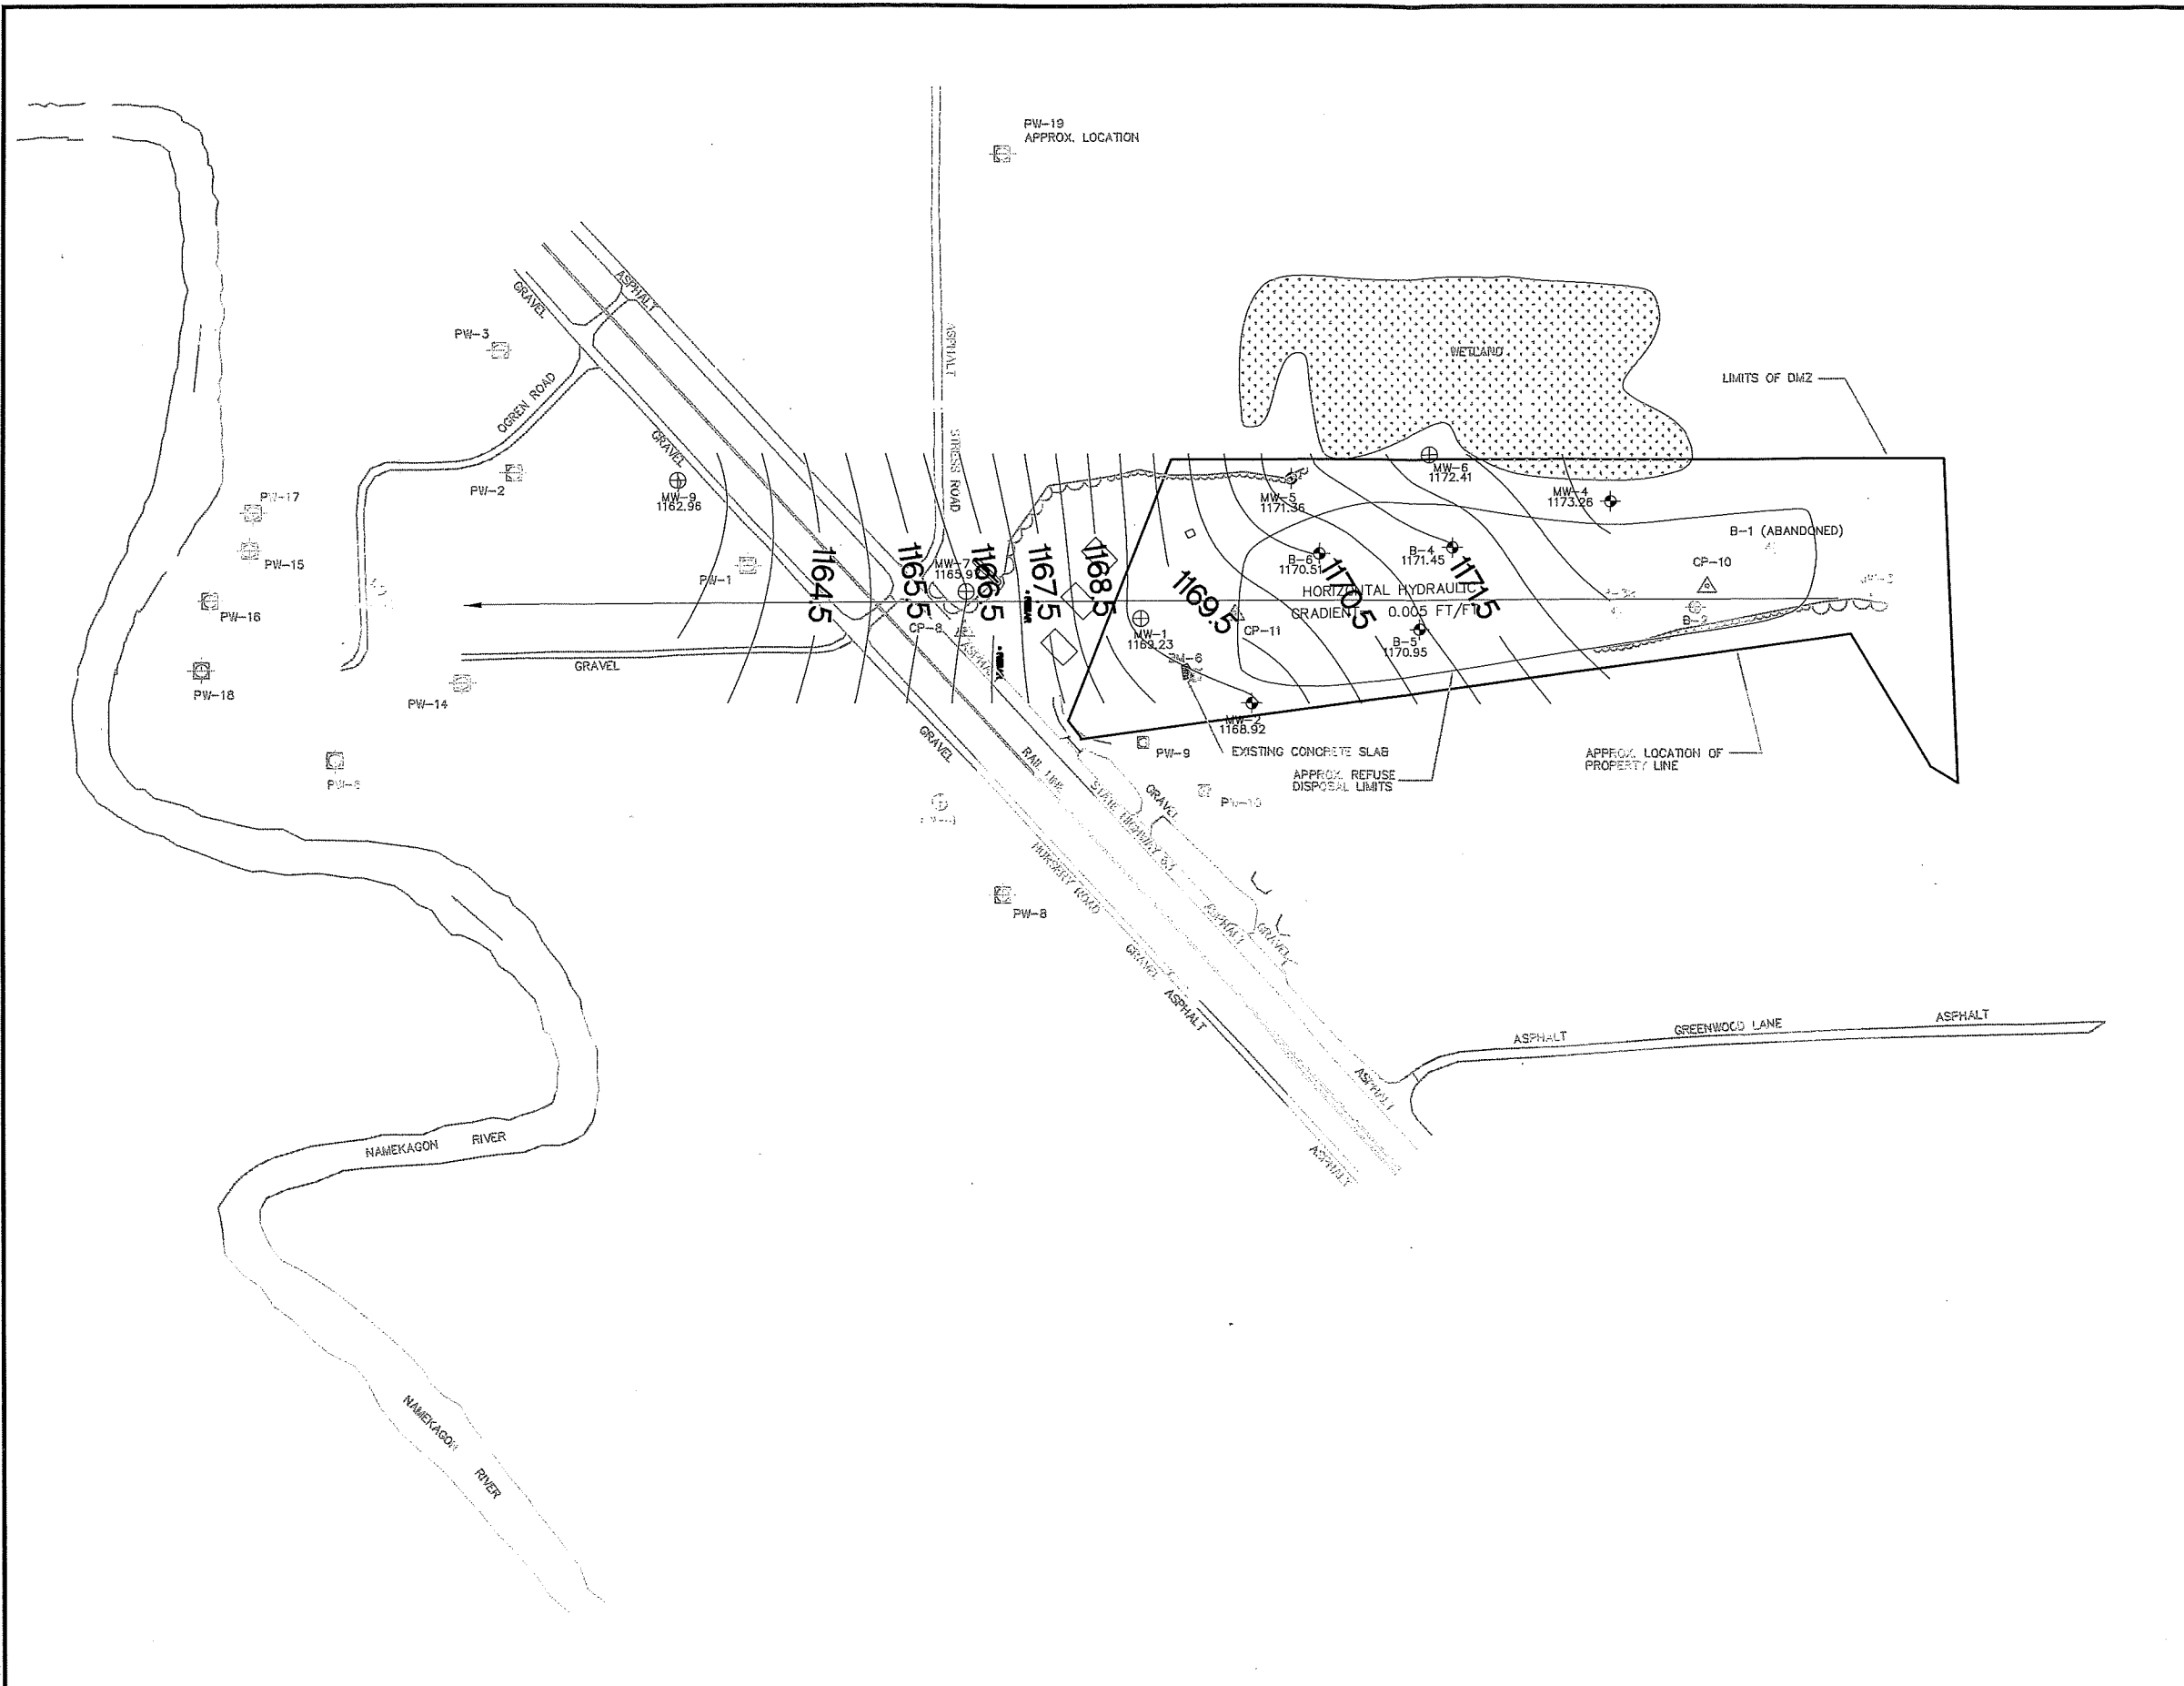 PW-19
APPROX. LOCATION
ASPHALT
GRAVEL
PW-3
ASPHALT
WETLAND
LIMITS OF DMZ
OGREN ROAD
GRAVEL
STRESS ROAD
PW-2
MW-9
1162.96
MW-5
1171.36
MW-6
1172.41
MW-4
1173.26
PW-17
PW-15
B-1 (ABANDONED)
CP-10
PW-1
1164.5
1165.5
MW-7
1166.5
1167.5
1168.5
1169.5
1170.5
1171.5
B-6
1170.51
B-4
1171.45
HORIZONTAL HYDRAULIC
GRADIENT 0.005 FT/FT
PW-16
CP-8
MW-1
1169.23
CP-11
B-5
1170.95
B-2
GRAVEL
PW-18
PW-14
MW-2
1168.92
PW-9
EXISTING CONCRETE SLAB
APPROX. REFUSE
DISPOSAL LIMITS
APPROX. LOCATION OF
PROPERTY LINE
GRAVEL
RAIL LINE
STATE HIGHWAY 63
GRAVEL
PW-10
NURSERY ROAD
PW-8
ASPHALT
GRAVEL
GRAVEL
ASPHALT
ASPHALT
GREENWOOD LANE
ASPHALT
ASPHALT
ASPHALT
NAMEKAGON RIVER
NAMEKAGON
RIVER